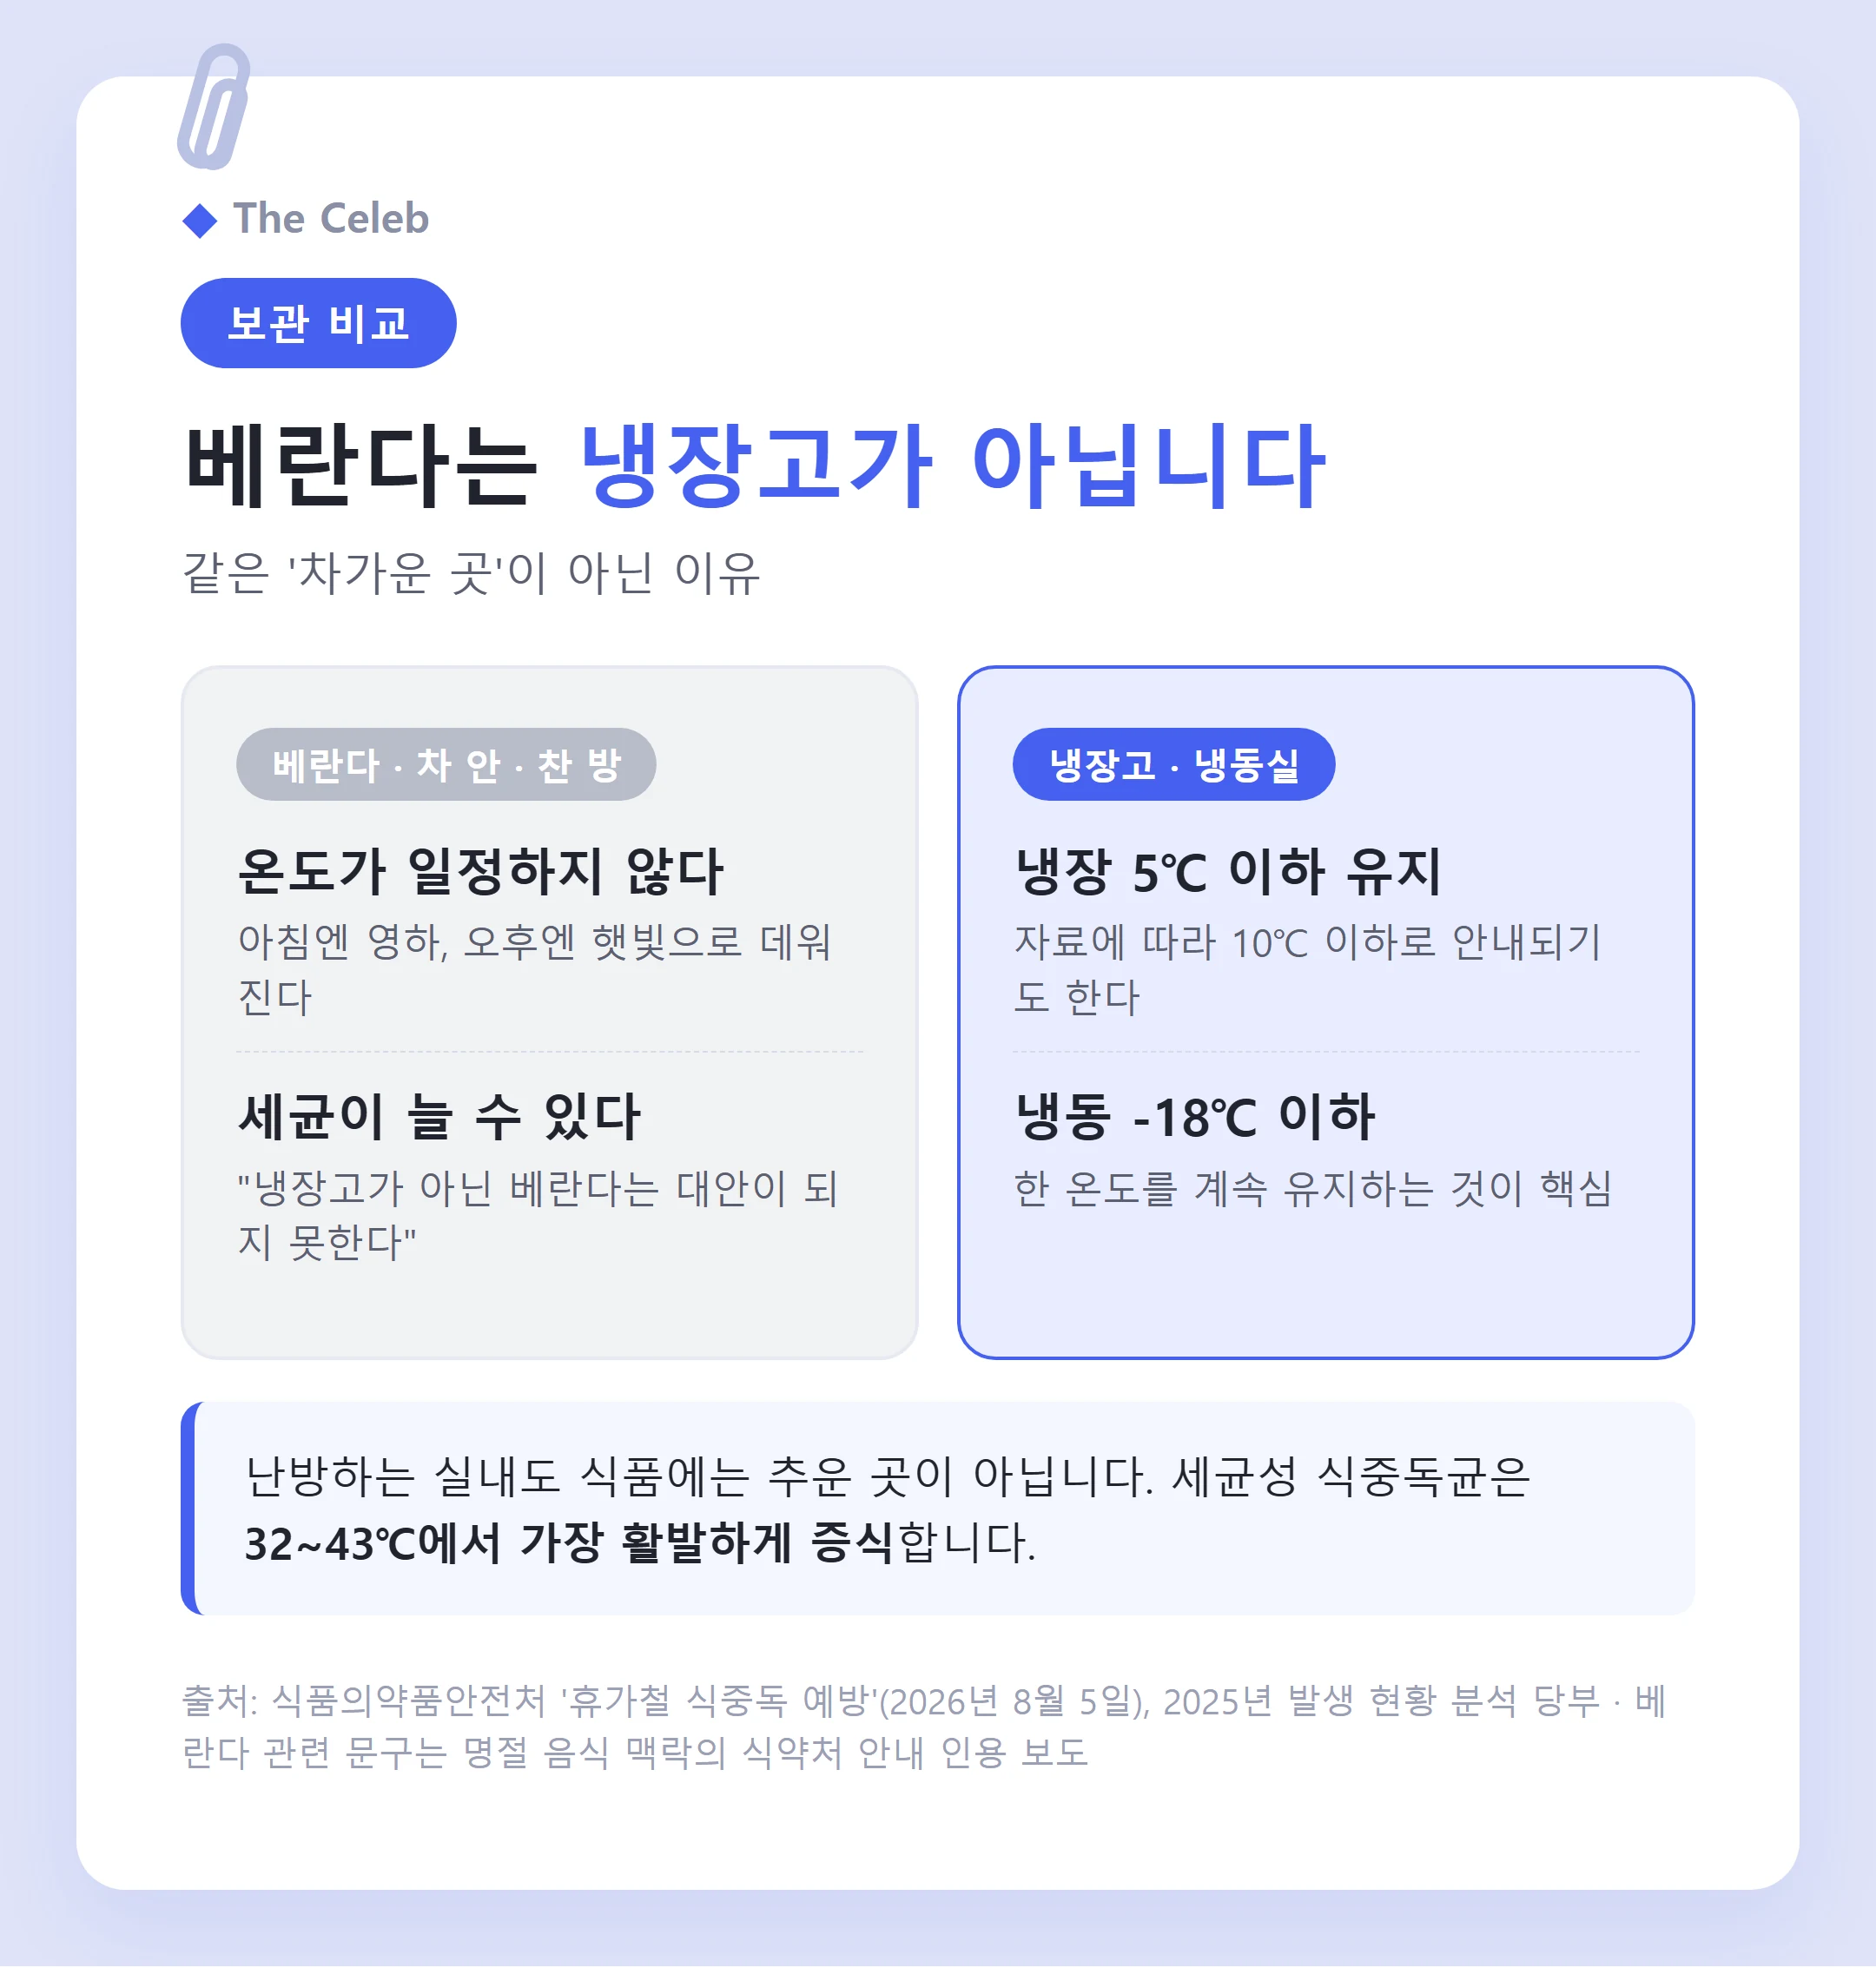 The Celeb
보관 비교
베란다는 냉장고가 아닙니다
같은 '차가운 곳'이 아닌 이유
베란다 · 차 안 · 찬 방
온도가 일정하지 않다
아침엔 영하, 오후엔 햇빛으로 데워
진다
세균이 늘 수 있다
"냉장고가 아닌 베란다는 대안이 되
지 못한다"
냉장고 · 냉동실
냉장 5℃ 이하 유지
자료에 따라 10℃ 이하로 안내되기
도 한다
냉동 -18℃ 이하
한 온도를 계속 유지하는 것이 핵심
난방하는 실내도 식품에는 추운 곳이 아닙니다. 세균성 식중독균은
32~43℃에서 가장 활발하게 증식합니다.
출처: 식품의약품안전처 '휴가철 식중독 예방'(2026년 8월 5일), 2025년 발생 현황 분석 당부 · 베
란다 관련 문구는 명절 음식 맥락의 식약처 안내 인용 보도